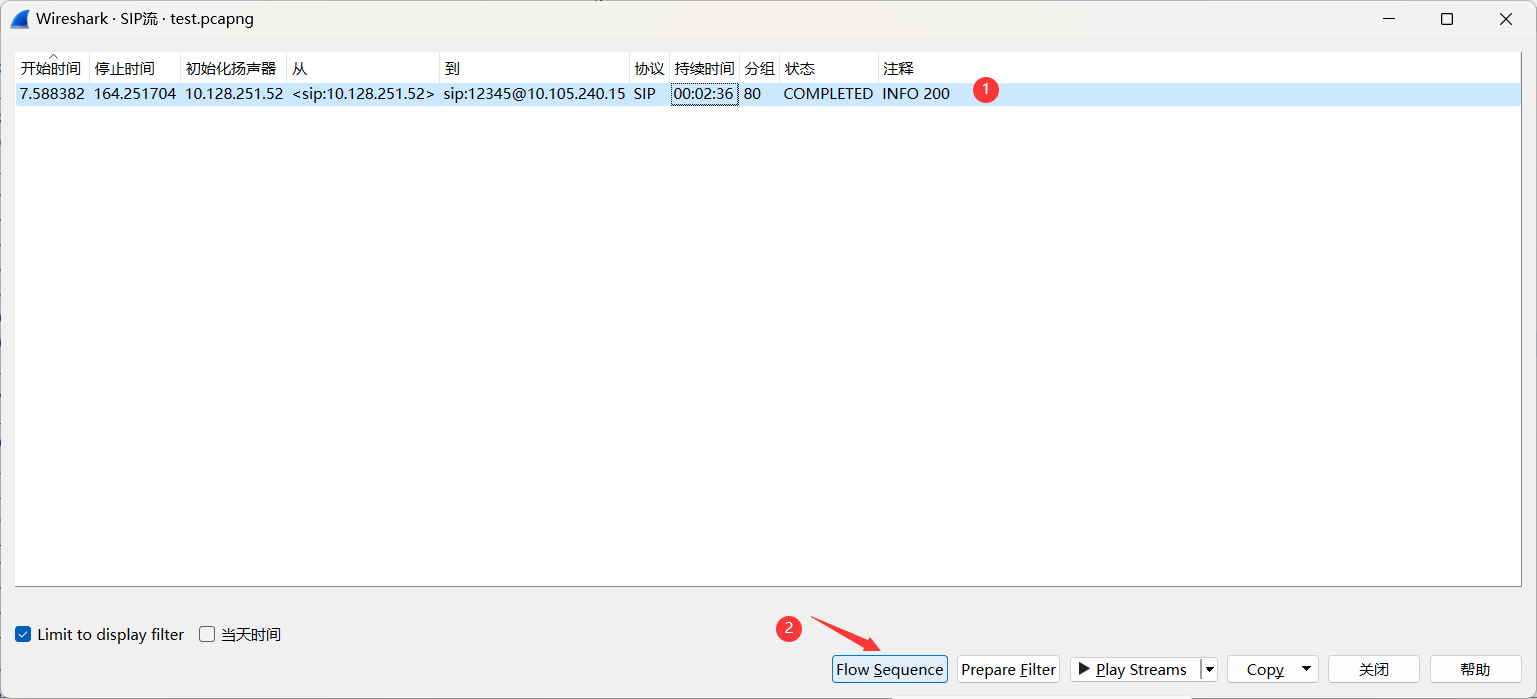 Wireshark · SIP流 · test.pcapng
开始时间 停止时间 初始化扬声器 从 到 协议 持续时间 分组 状态 注释
7.588382 164.251704 10.128.251.52 <sip:10.128.251.52> sip:12345@10.105.240.15 SIP 00:02:36 80 COMPLETED INFO 200 1
Limit to display filter 当天时间 2
Flow Sequence Prepare Filter Play Streams Copy 关闭 帮助